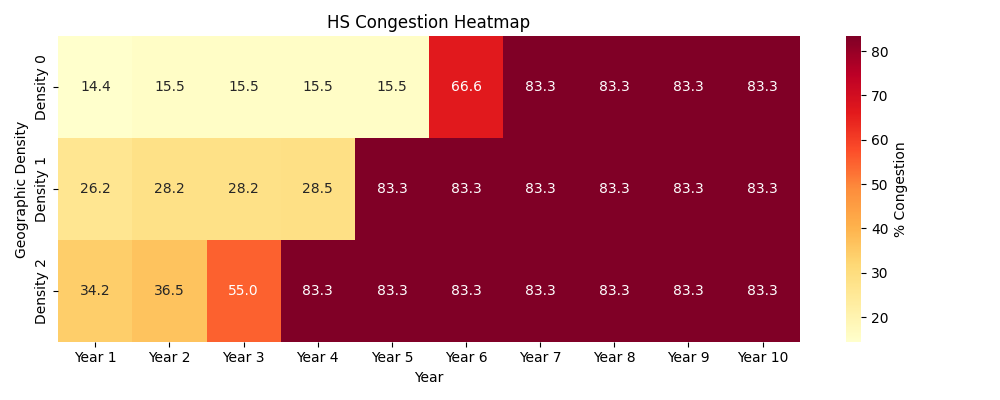 HS Congestion Heatmap
Geographic Density
Density 0
14.4 15.5 15.5 15.5 15.5 66.6 83.3 83.3 83.3 83.3
Density 1
26.2 28.2 28.2 28.5 83.3 83.3 83.3 83.3 83.3 83.3
Density 2
34.2 36.5 55.0 83.3 83.3 83.3 83.3 83.3 83.3 83.3
Year 1 Year 2 Year 3 Year 4 Year 5 Year 6 Year 7 Year 8 Year 9 Year 10
Year
80
70
60
50
40
30
20
% Congestion